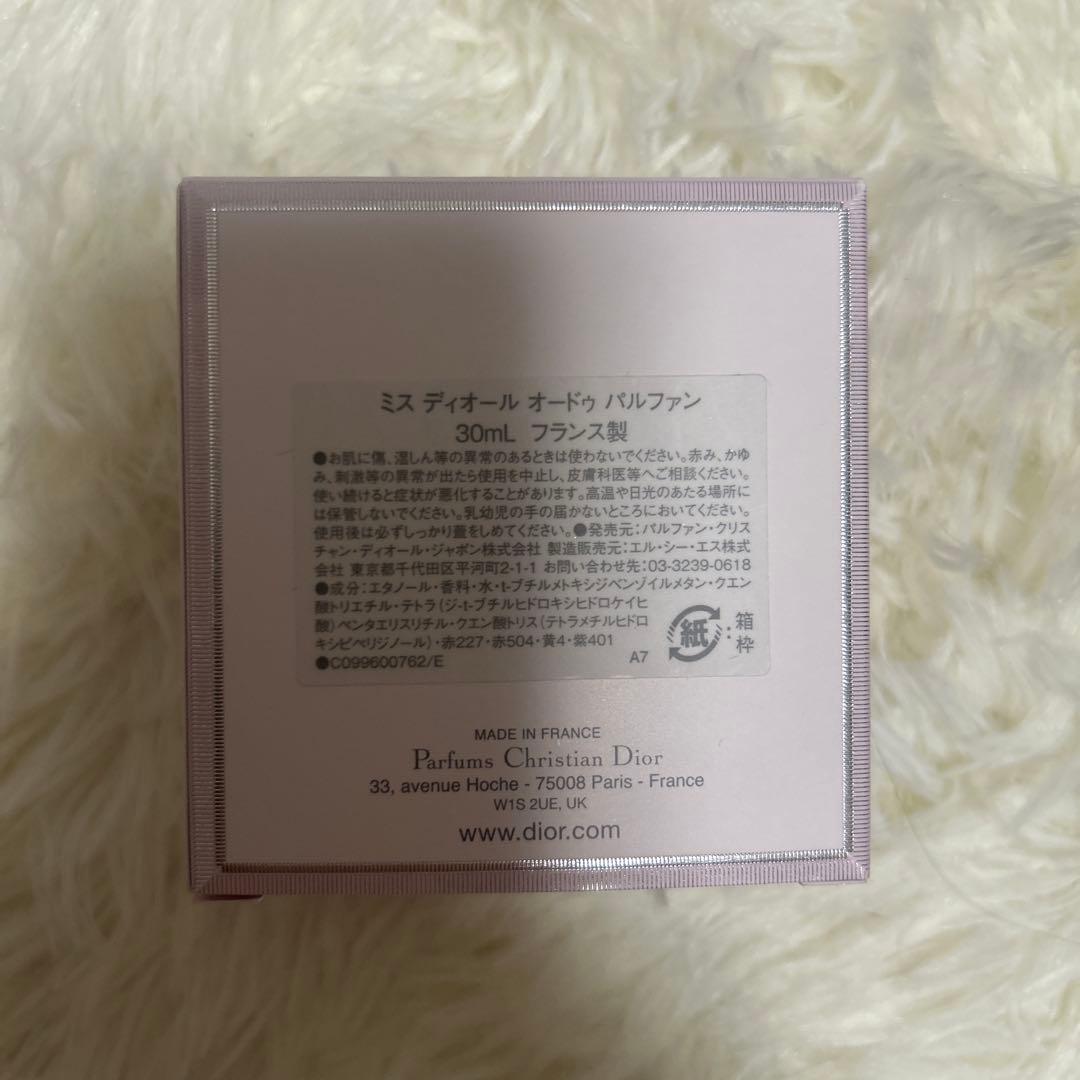 ミス ディオール オードゥ パルファン
30mL フランス製
●お肌に傷、湿しん等の異常のあるときは使わないでください。赤み、かゆ
み、刺激等の異常が出たら使用を中止し、皮膚科医等へご相談ください。
使い続けると症状が悪化することがあります。高温や日光のあたる場所に
は保管しないでください。乳幼児の手の届かないところにおいてください。
使用後は必ずしっかり蓋をしめてください。●発売元：パルファン・クリス
チャン・ディオール・ジャポン株式会社 製造販売元：エル・シー・エス株式
会社 東京都千代田区平河町2-1-1 お問い合わせ先：03-3239-0618
●成分：エタノール・香料・水・t-ブチルメトキシジベンゾイルメタン・クエン
酸トリエチル・テトラ（ジ-t-ブチルヒドロキシヒドロケイヒ
酸）ペンタエリスリチル・クエン酸トリス（テトラメチルヒドロ
キシピペリジノール）・赤227・赤504・黄4・紫401
●C099600762/E
A7
紙：箱
枠
MADE IN FRANCE
Parfums Christian Dior
33, avenue Hoche - 75008 Paris - France
W1S 2UE, UK
www.dior.com